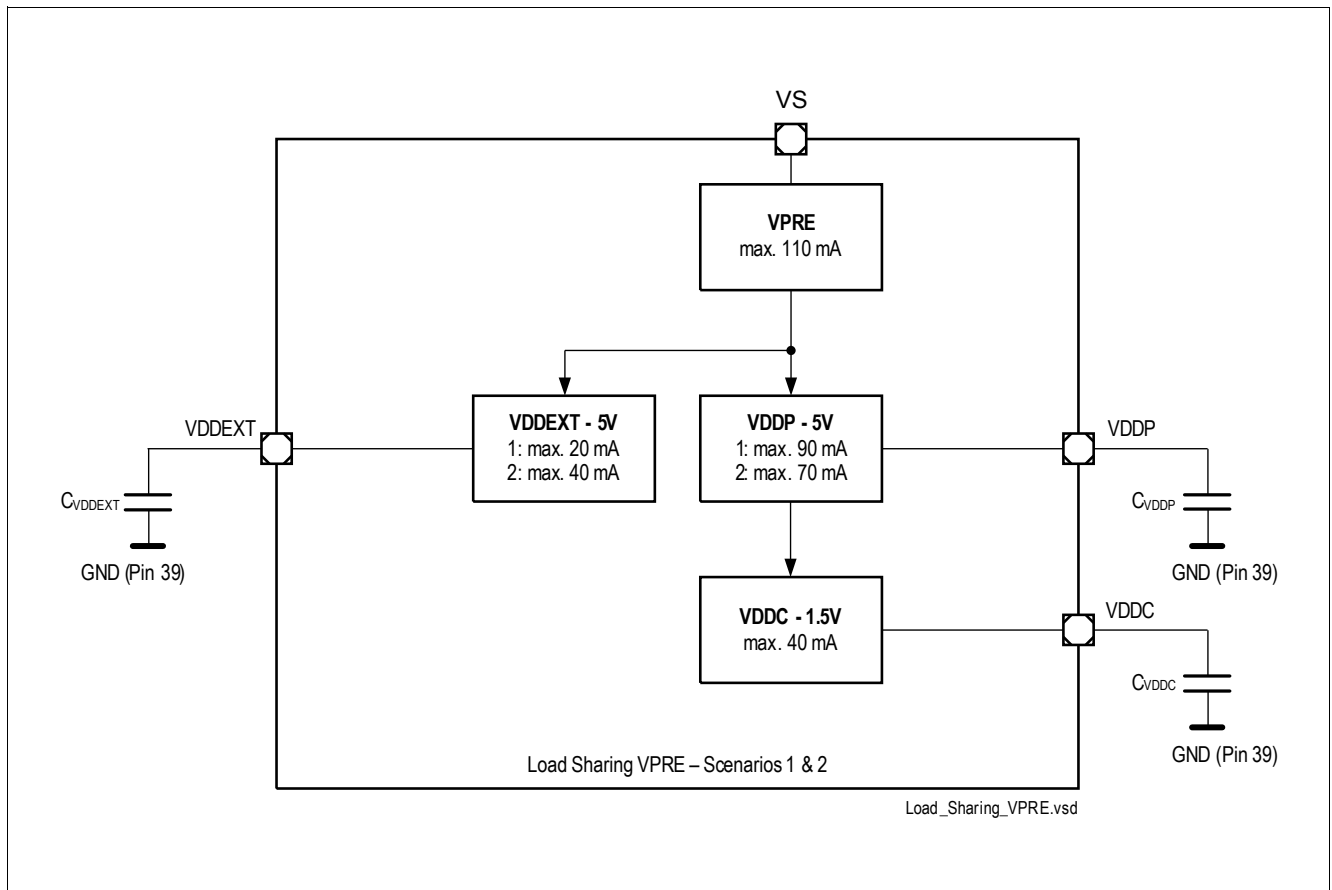 VS
VPRE
max. 110 mA
VDDEXT - 5V
1: max. 20 mA
2: max. 40 mA
VDDP - 5V
1: max. 90 mA
2: max. 70 mA
VDDEXT
VDDP
CVDDEXT
GND (Pin 39)
CVDDP
GND (Pin 39)
VDDC - 1.5V
max. 40 mA
VDDC
CVDDC
GND (Pin 39)
Load Sharing VPRE – Scenarios 1 & 2
Load_Sharing_VPRE.vsd